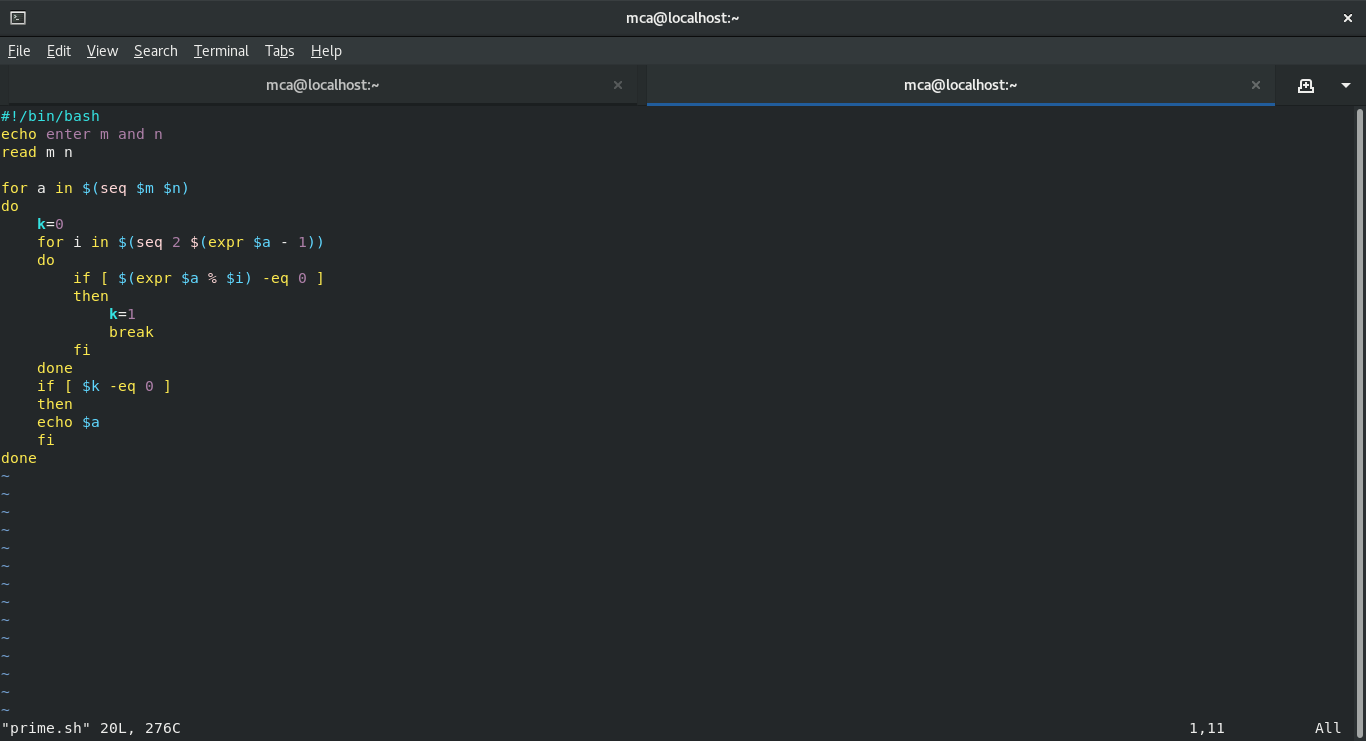 mca@localhost:~
File Edit View Search Terminal Tabs Help
mca@localhost:~ mca@localhost:~
#!/bin/bash
echo enter m and n
read m n

for a in $(seq $m $n)
do
    k=0
    for i in $(seq 2 $(expr $a - 1))
    do
        if [ $(expr $a % $i) -eq 0 ]
        then
            k=1
            break
        fi
    done
    if [ $k -eq 0 ]
    then
    echo $a
    fi
done
~
~
~
~
~
~
~
~
~
~
~
~
~
~
"prime.sh" 20L, 276C 1,11 All